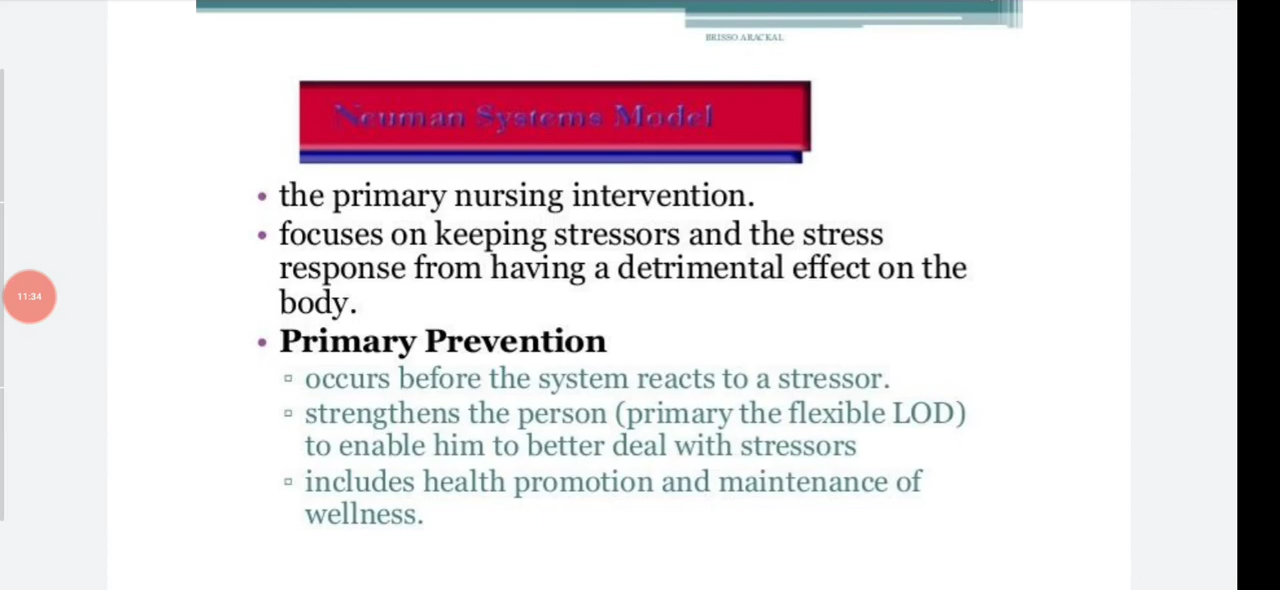 BRISSO ARACKAL
Neuman Systems Model
• the primary nursing intervention.
• focuses on keeping stressors and the stress
response from having a detrimental effect on the
body.
• Primary Prevention
▫ occurs before the system reacts to a stressor.
▫ strengthens the person (primary the flexible LOD)
to enable him to better deal with stressors
▫ includes health promotion and maintenance of
wellness.
11:34